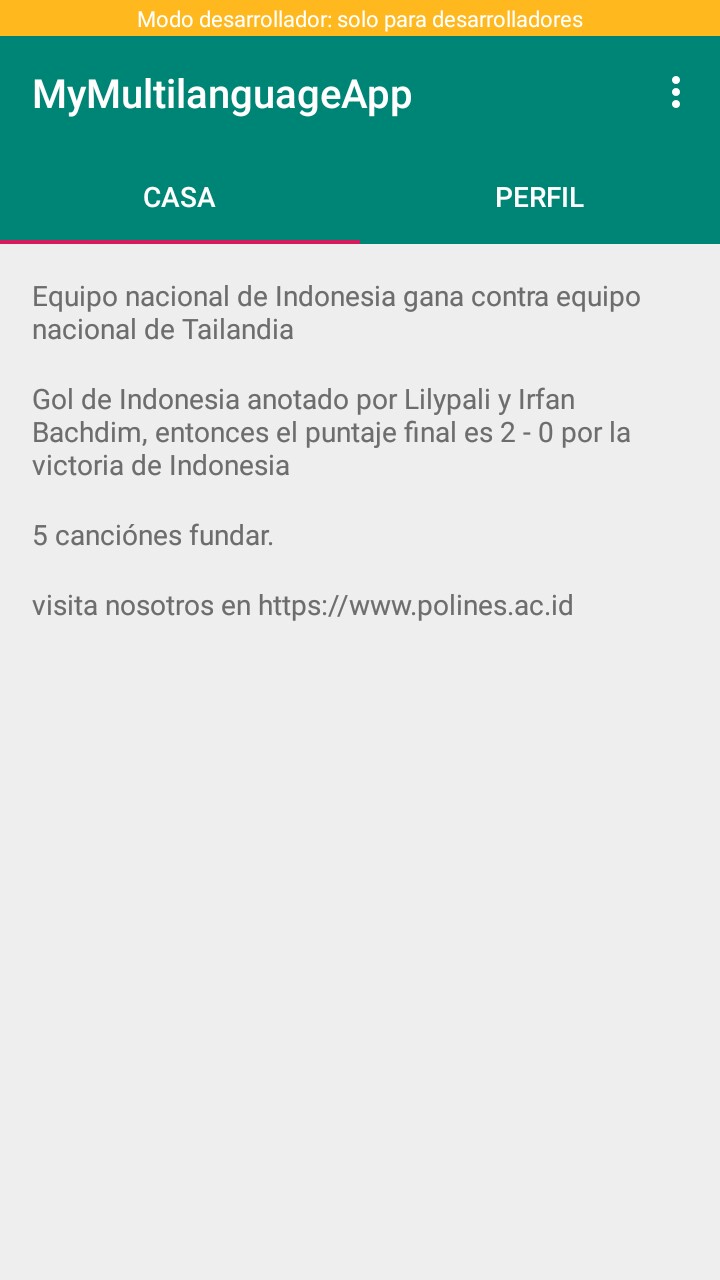 Modo desarrollador: solo para desarrolladores
MyMultilanguageApp
CASA
PERFIL
Equipo nacional de Indonesia gana contra equipo
nacional de Tailandia
Gol de Indonesia anotado por Lilypali y Irfan
Bachdim, entonces el puntaje final es 2 - 0 por la
victoria de Indonesia
5 canciónes fundar.
visita nosotros en https://www.polines.ac.id